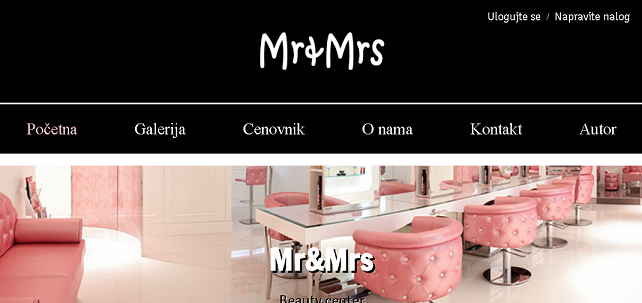 Ulogujte se / Napravite nalog
Mr&Mrs
Početna Galerija Cenovnik O nama Kontakt Autor
Mr&Mrs
Beauty center